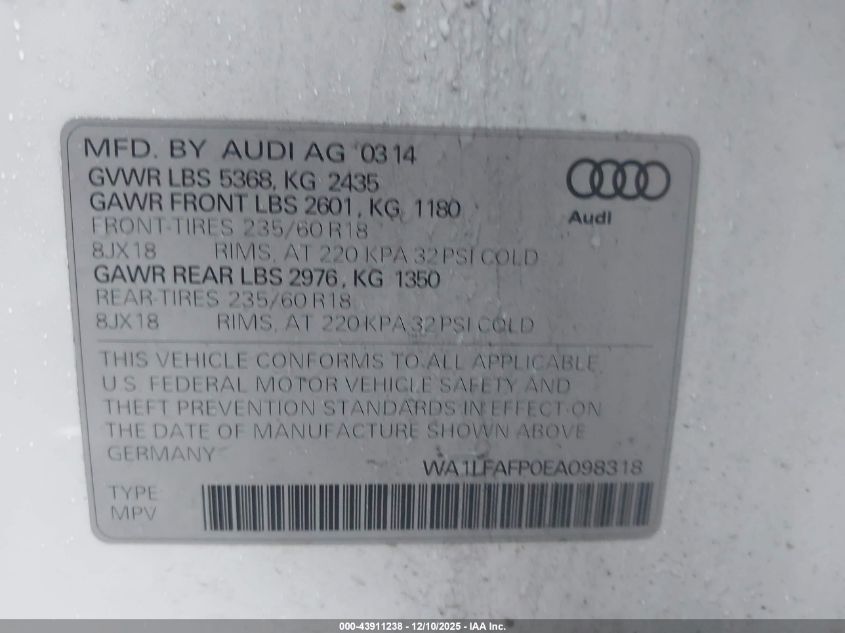 MFD. BY AUDI AG 0314
GVWR LBS 5368, KG 2435
GAWR FRONT LBS 2601, KG 1180
FRONT-TIRES 235/60 R18
8JX18 RIMS, AT 220 KPA 32 PSI COLD
GAWR REAR LBS 2976, KG 1350
REAR-TIRES 235/60 R18
8JX18 RIMS, AT 220 KPA 32 PSI COLD
Audi
THIS VEHICLE CONFORMS TO ALL APPLICABLE
U.S. FEDERAL MOTOR VEHICLE SAFETY AND
THEFT PREVENTION STANDARDS IN EFFECT ON
THE DATE OF MANUFACTURE SHOWN ABOVE
GERMANY
WA1LFAFP0EA098318
TYPE
MPV
000-43911238 - 12/10/2025 - IAA Inc.